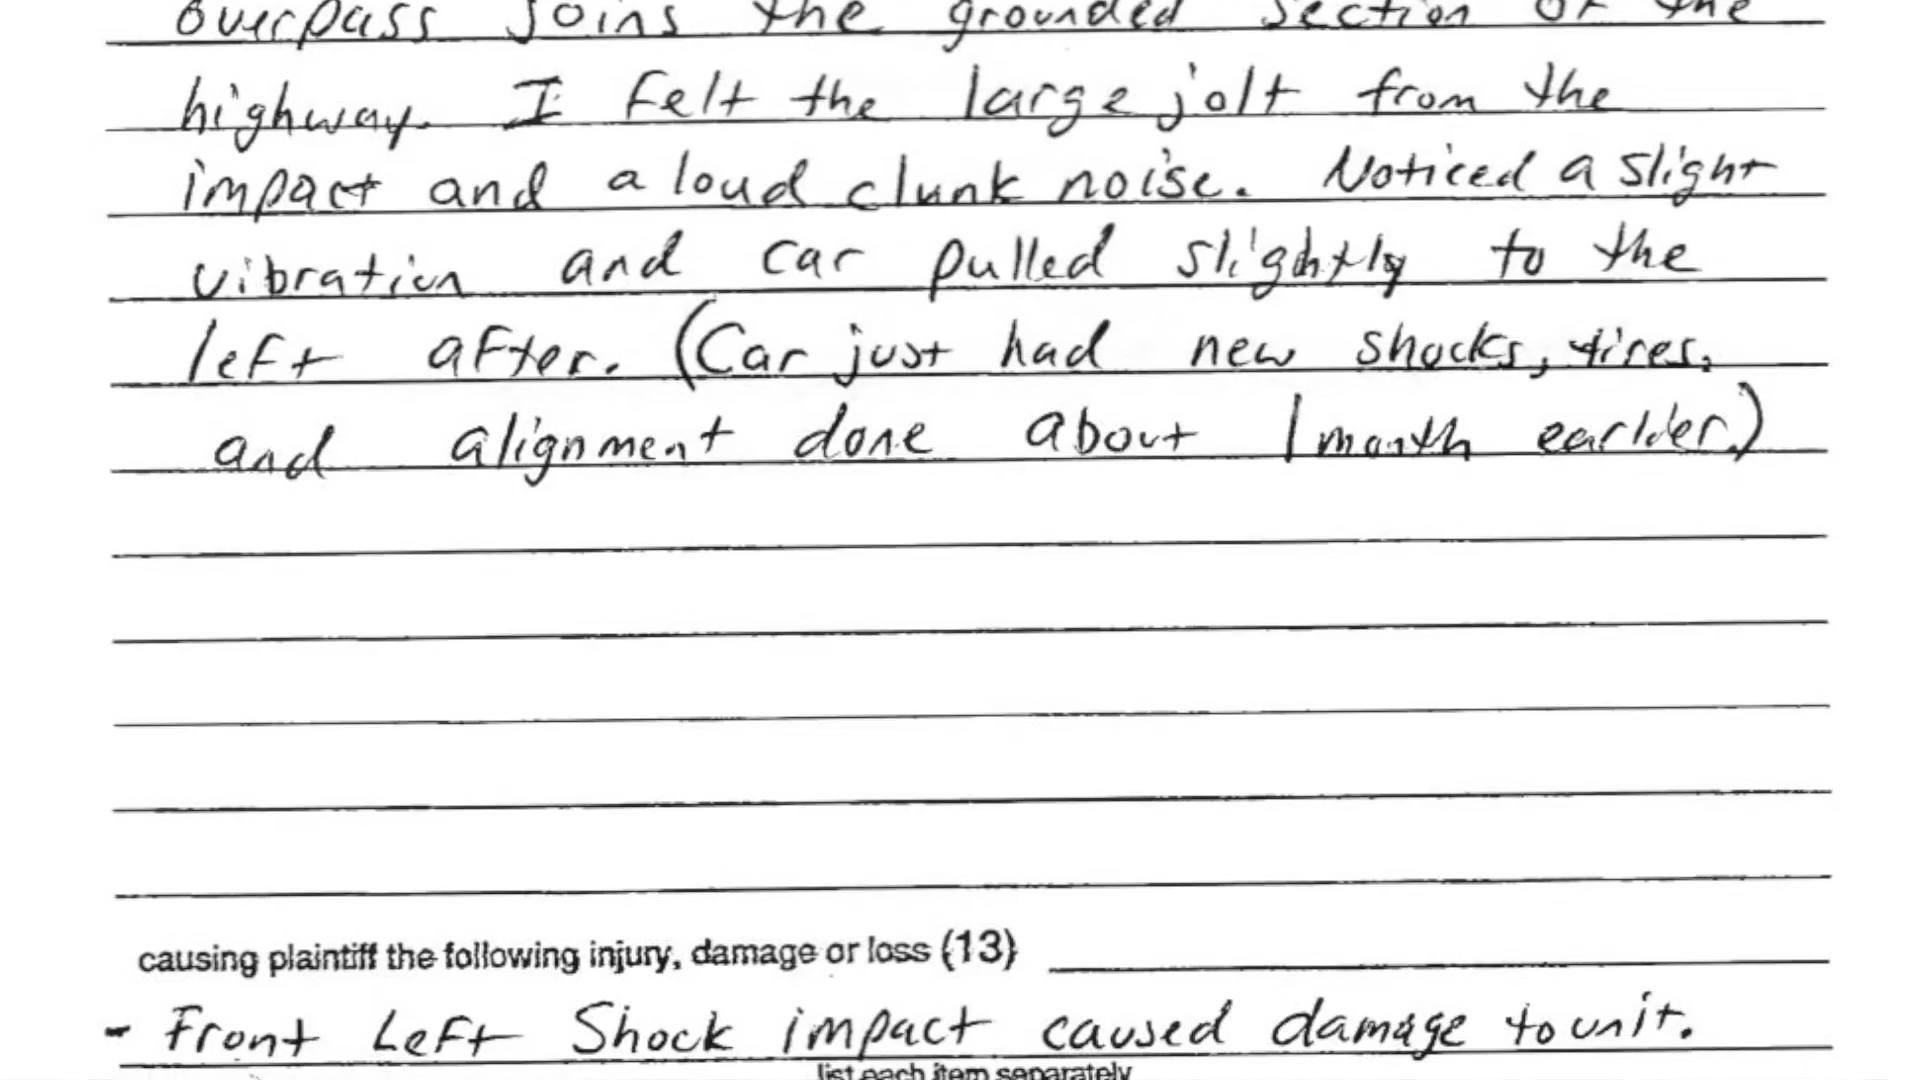 overpass joins the grounded section of the
highway. I felt the large jolt from the
impact and a loud clunk noise. Noticed a slight
vibration and car pulled slightly to the
left after. (Car just had new shocks, tires,
and alignment done about 1 month earlier.)
causing plaintiff the following injury, damage or loss (13)
- Front Left Shock impact caused damage to unit.
list each item separately